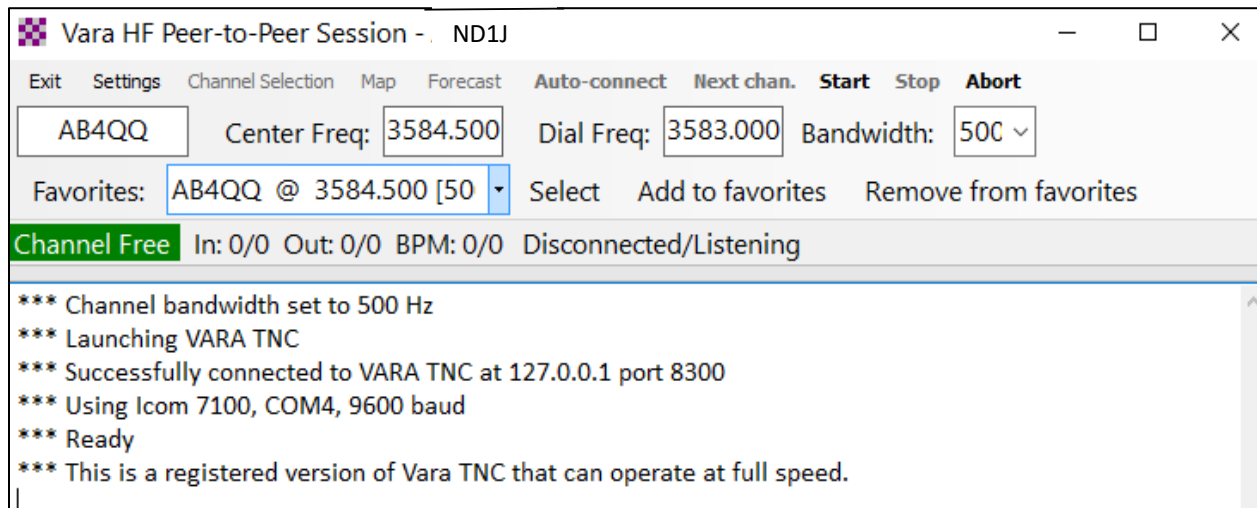 Vara HF Peer-to-Peer Session - ND1J
Exit Settings Channel Selection Map Forecast Auto-connect Next chan. Start Stop Abort
AB4QQ Center Freq: 3584.500 Dial Freq: 3583.000 Bandwidth: 500
Favorites: AB4QQ @ 3584.500 [50 Select Add to favorites Remove from favorites
Channel Free In: 0/0 Out: 0/0 BPM: 0/0 Disconnected/Listening
*** Channel bandwidth set to 500 Hz
*** Launching VARA TNC
*** Successfully connected to VARA TNC at 127.0.0.1 port 8300
*** Using Icom 7100, COM4, 9600 baud
*** Ready
*** This is a registered version of Vara TNC that can operate at full speed.